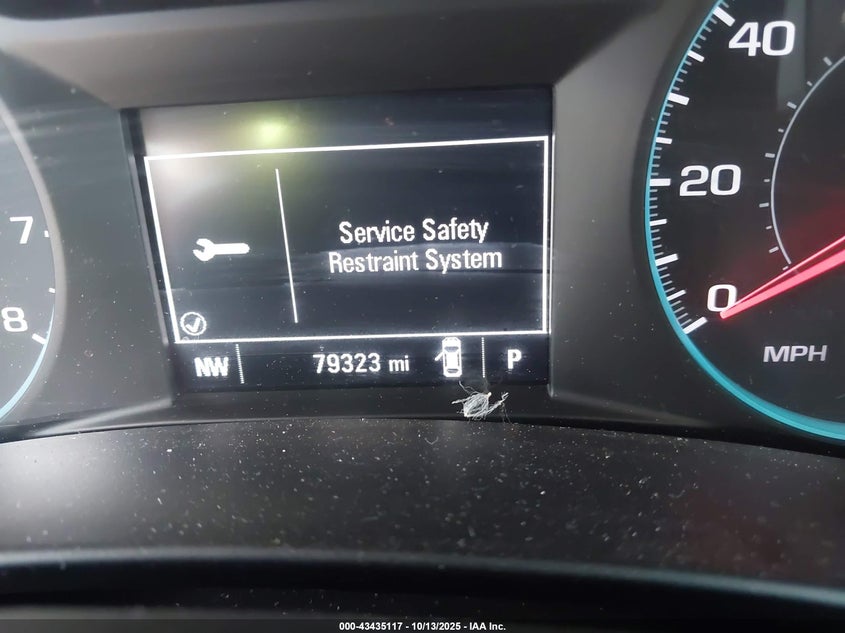 40
20
0
MPH
7
8
Service Safety
Restraint System
NW 79323 mi P
000-43435117 - 10/13/2025 - IAA Inc.